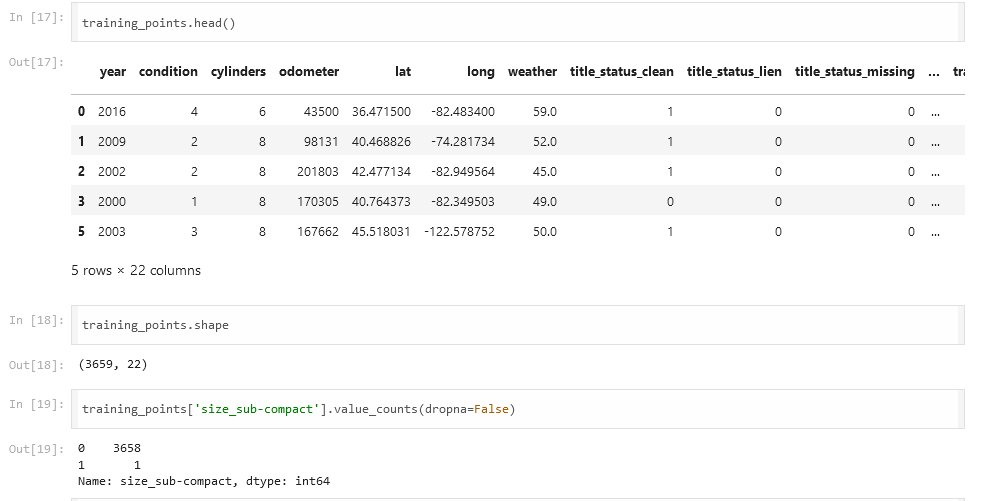 In [17]: training_points.head()
Out[17]:
year condition cylinders odometer lat long weather title_status_clean title_status_lien title_status_missing ... tra
0 2016 4 6 43500 36.471500 -82.483400 59.0 1 0 0 ...
1 2009 2 8 98131 40.468826 -74.281734 52.0 1 0 0 ...
2 2002 2 8 201803 42.477134 -82.949564 45.0 1 0 0 ...
3 2000 1 8 170305 40.764373 -82.349503 49.0 0 0 0 ...
5 2003 3 8 167662 45.518031 -122.578752 50.0 1 0 0 ...
5 rows × 22 columns
In [18]: training_points.shape
Out[18]: (3659, 22)
In [19]: training_points['size_sub-compact'].value_counts(dropna=False)
Out[19]: 0 3658
1 1
Name: size_sub-compact, dtype: int64